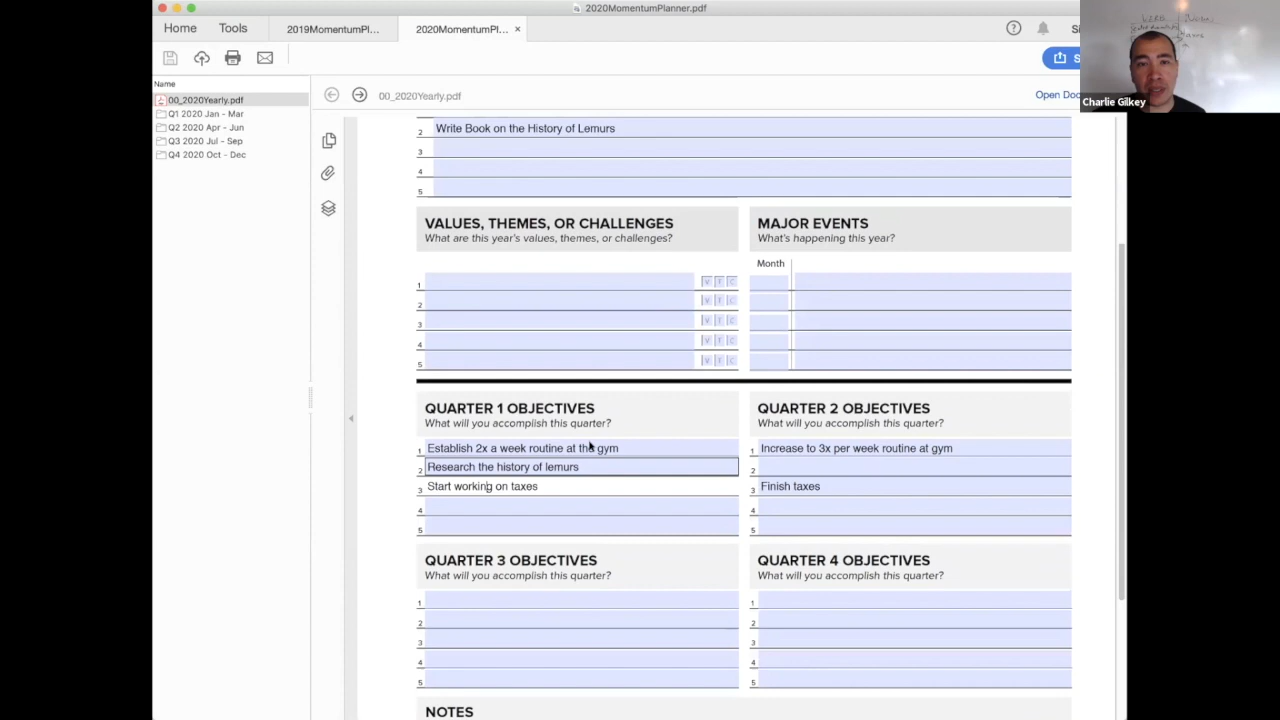 2020MomentumPlanner.pdf
Home
Tools
2019MomentumPl...
2020MomentumPl...
×
00_2020Yearly.pdf
Open Doc
Charlie Gilkey
Name
00_2020Yearly.pdf
Q1 2020 Jan - Mar
Q2 2020 Apr - Jun
Q3 2020 Jul - Sep
Q4 2020 Oct - Dec
2 Write Book on the History of Lemurs
3
4
5
VALUES, THEMES, OR CHALLENGES
What are this year's values, themes, or challenges?
1 V T C
2 V T C
3 V T C
4 V T C
5 V T C
MAJOR EVENTS
What's happening this year?
Month
QUARTER 1 OBJECTIVES
What will you accomplish this quarter?
1 Establish 2x a week routine at the gym
2 Research the history of lemurs
3 Start working on taxes
4
5
QUARTER 2 OBJECTIVES
What will you accomplish this quarter?
1 Increase to 3x per week routine at gym
2
3 Finish taxes
4
5
QUARTER 3 OBJECTIVES
What will you accomplish this quarter?
1
2
3
4
5
QUARTER 4 OBJECTIVES
What will you accomplish this quarter?
1
2
3
4
5
NOTES